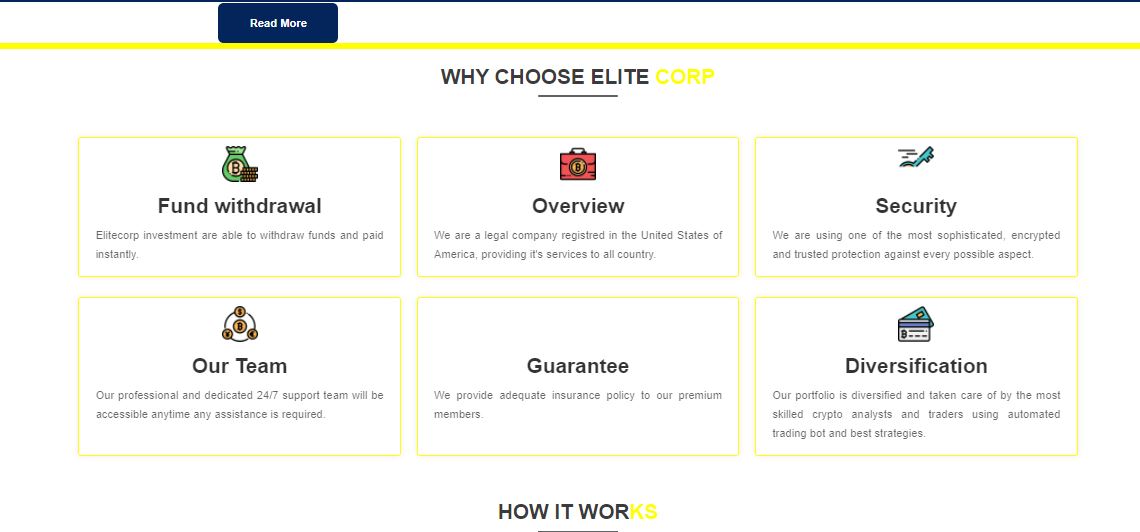 Read More
WHY CHOOSE ELITE CORP
Fund withdrawal
Elitecorp investment are able to withdraw funds and paid
instantly.
Overview
We are a legal company registred in the United States of
America, providing it's services to all country.
Security
We are using one of the most sophisticated, encrypted
and trusted protection against every possible aspect.
Our Team
Our professional and dedicated 24/7 support team will be
accessible anytime any assistance is required.
Guarantee
We provide adequate insurance policy to our premium
members.
Diversification
Our portfolio is diversified and taken care of by the most
skilled crypto analysts and traders using automated
trading bot and best strategies.
HOW IT WORKS